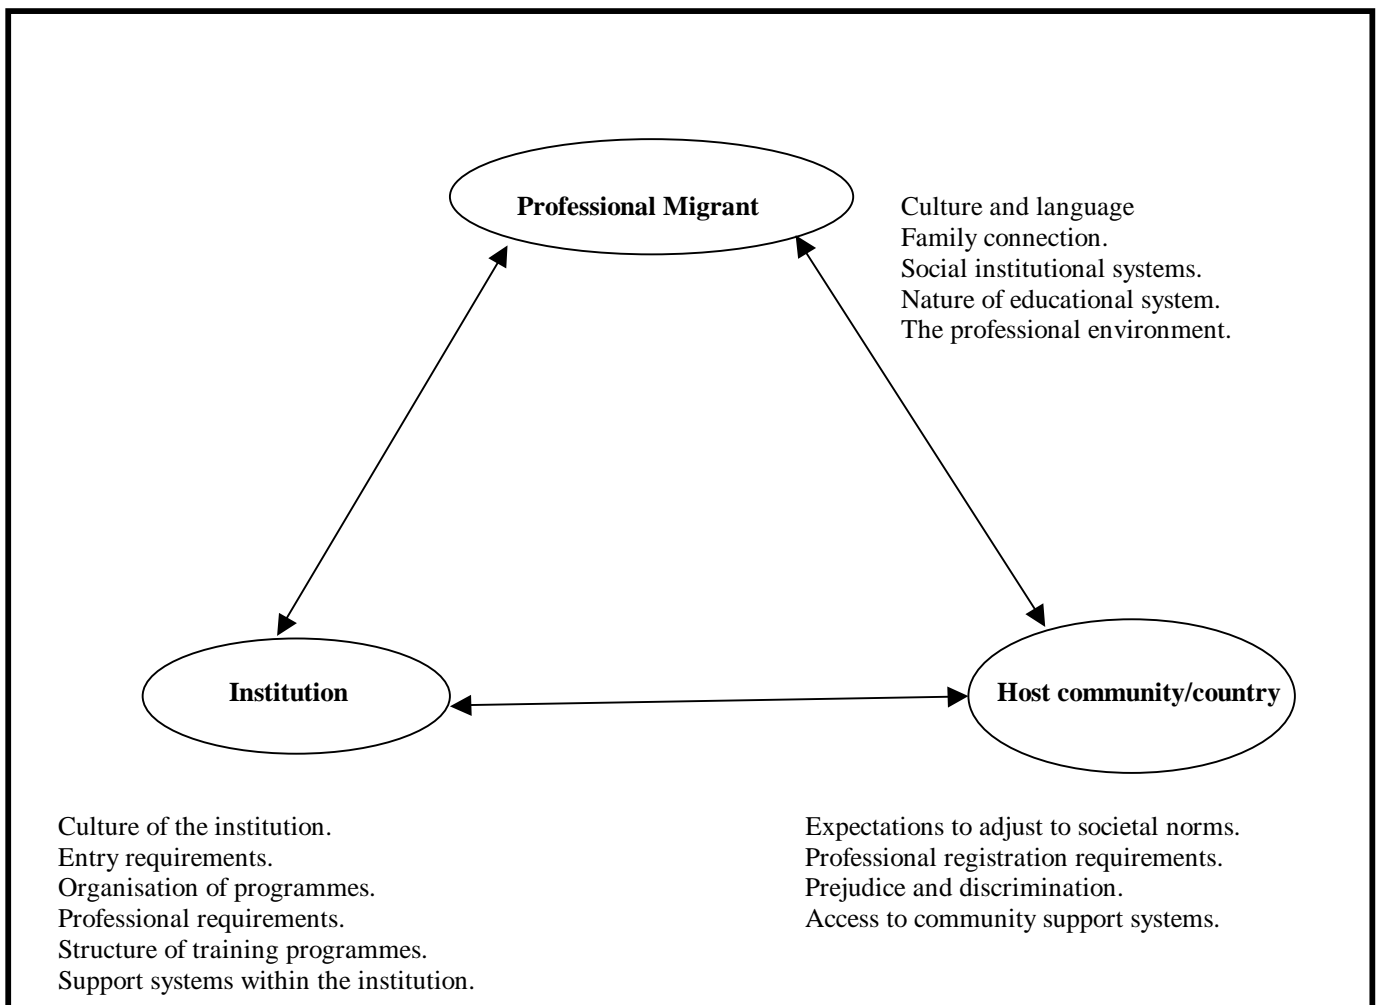 Professional Migrant
Culture and language
Family connection.
Social institutional systems.
Nature of educational system.
The professional environment.
Institution
Host community/country
Culture of the institution.
Entry requirements.
Organisation of programmes.
Professional requirements.
Structure of training programmes.
Support systems within the institution.
Expectations to adjust to societal norms.
Professional registration requirements.
Prejudice and discrimination.
Access to community support systems.